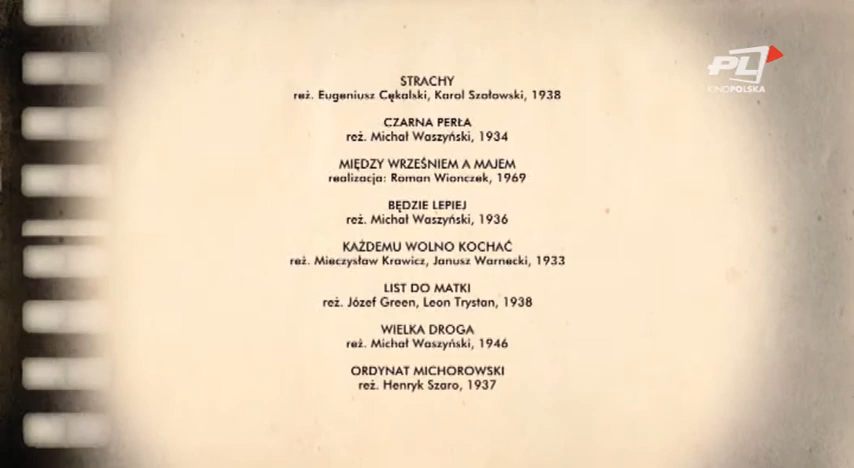 PL
KINOPOLSKA
STRACHY
reż. Eugeniusz Cękalski, Karol Szołowski, 1938
CZARNA PERŁA
reż. Michał Waszyński, 1934
MIĘDZY WRZEŚNIEM A MAJEM
realizacja: Roman Wionczek, 1969
BĘDZIE LEPIEJ
reż. Michał Waszyński, 1936
KAŻDEMU WOLNO KOCHAĆ
reż. Mieczysław Krawicz, Janusz Warnecki, 1933
LIST DO MATKI
reż. Józef Green, Leon Trystan, 1938
WIELKA DROGA
reż. Michał Waszyński, 1946
ORDYNAT MICHOROWSKI
reż. Henryk Szaro, 1937